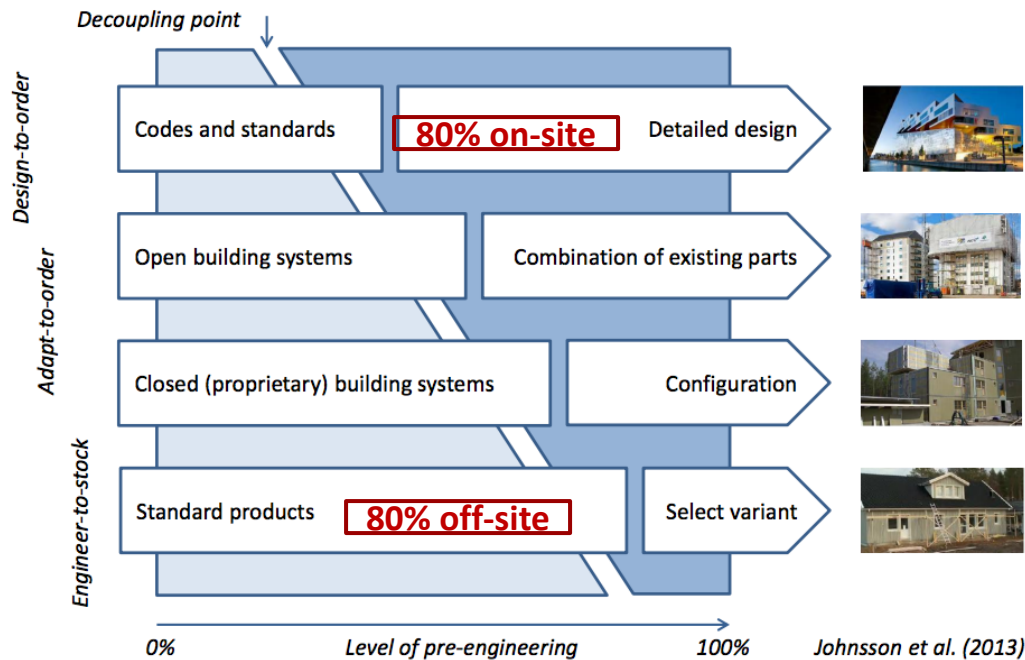 Decoupling point
Design-to-order
Codes and standards
80% on-site
Detailed design
Adapt-to-order
Open building systems
Combination of existing parts
Closed (proprietary) building systems
Configuration
Engineer-to-stock
Standard products
80% off-site
Select variant
0%
Level of pre-engineering
100%
Johnsson et al. (2013)